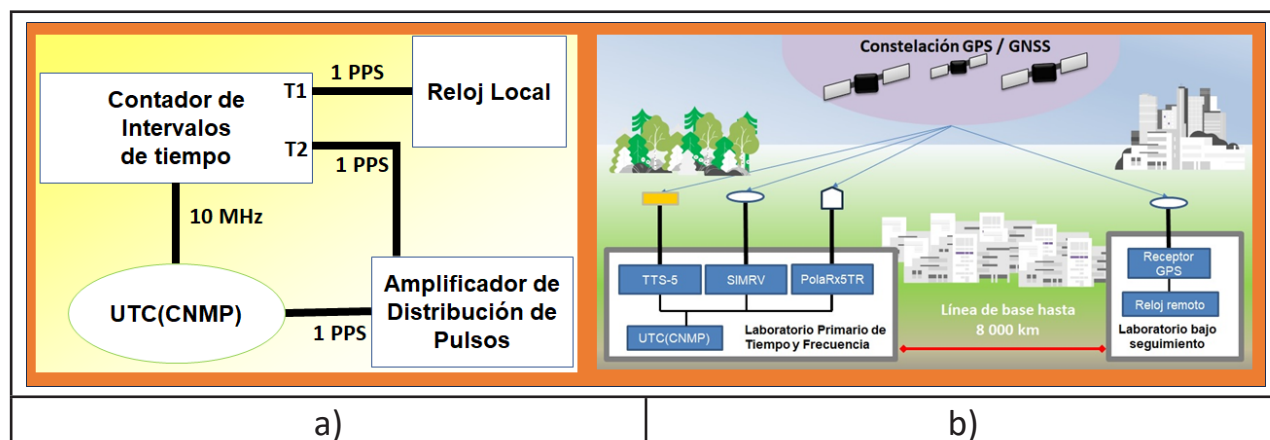 1 PPS
T1
Reloj Local
Contador de
Intervalos
de tiempo
T2
1 PPS
10 MHz
UTC(CNMP)
1 PPS
Amplificador de
Distribución de
Pulsos
a)
Constelación GPS / GNSS
TTS-5
SIMRV
PolaRx5TR
UTC(CNMP)
Laboratorio Primario de
Tiempo y Frecuencia
Línea de base hasta
8 000 km
Receptor
GPS
Reloj remoto
Laboratorio bajo
seguimiento
b)